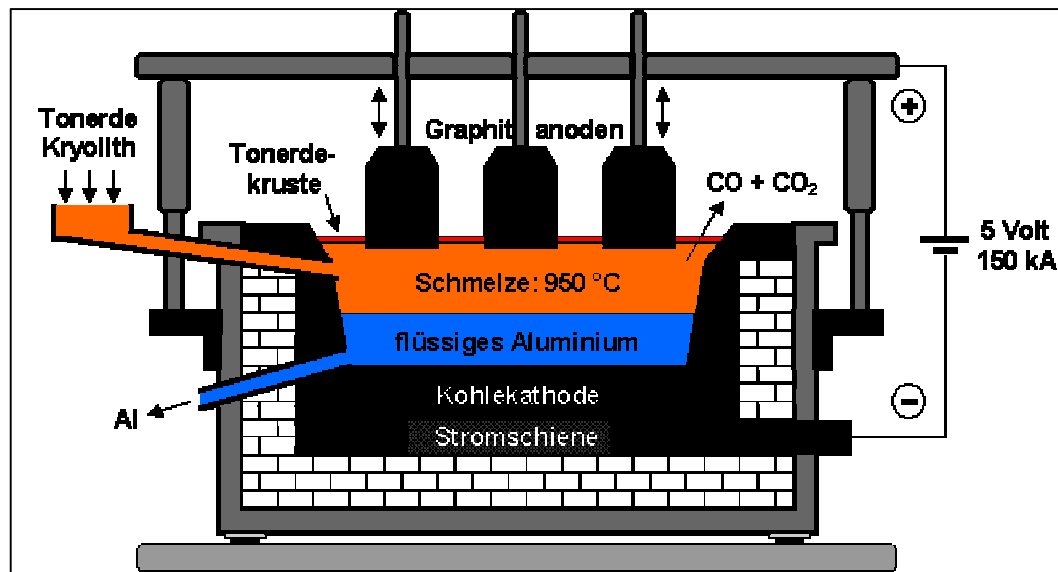 Tonerde
Kryolith
Tonerde-
kruste
Graphit anoden
CO + CO₂
+
5 Volt
150 kA
Schmelze: 950 °C
flüssiges Aluminium
Al
Kohlekathode
−
Stromschiene